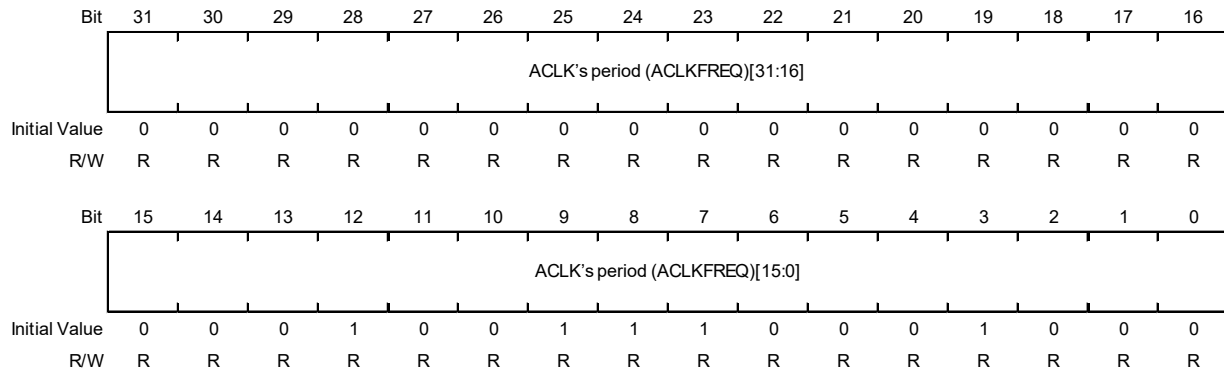 Bit 31 30 29 28 27 26 25 24 23 22 21 20 19 18 17 16
ACLK's period (ACLKFREQ)[31:16]
Initial Value 0 0 0 0 0 0 0 0 0 0 0 0 0 0 0 0
R/W R R R R R R R R R R R R R R R R
Bit 15 14 13 12 11 10 9 8 7 6 5 4 3 2 1 0
ACLK's period (ACLKFREQ)[15:0]
Initial Value 0 0 0 1 0 0 1 1 1 0 0 0 1 0 0 0
R/W R R R R R R R R R R R R R R R R